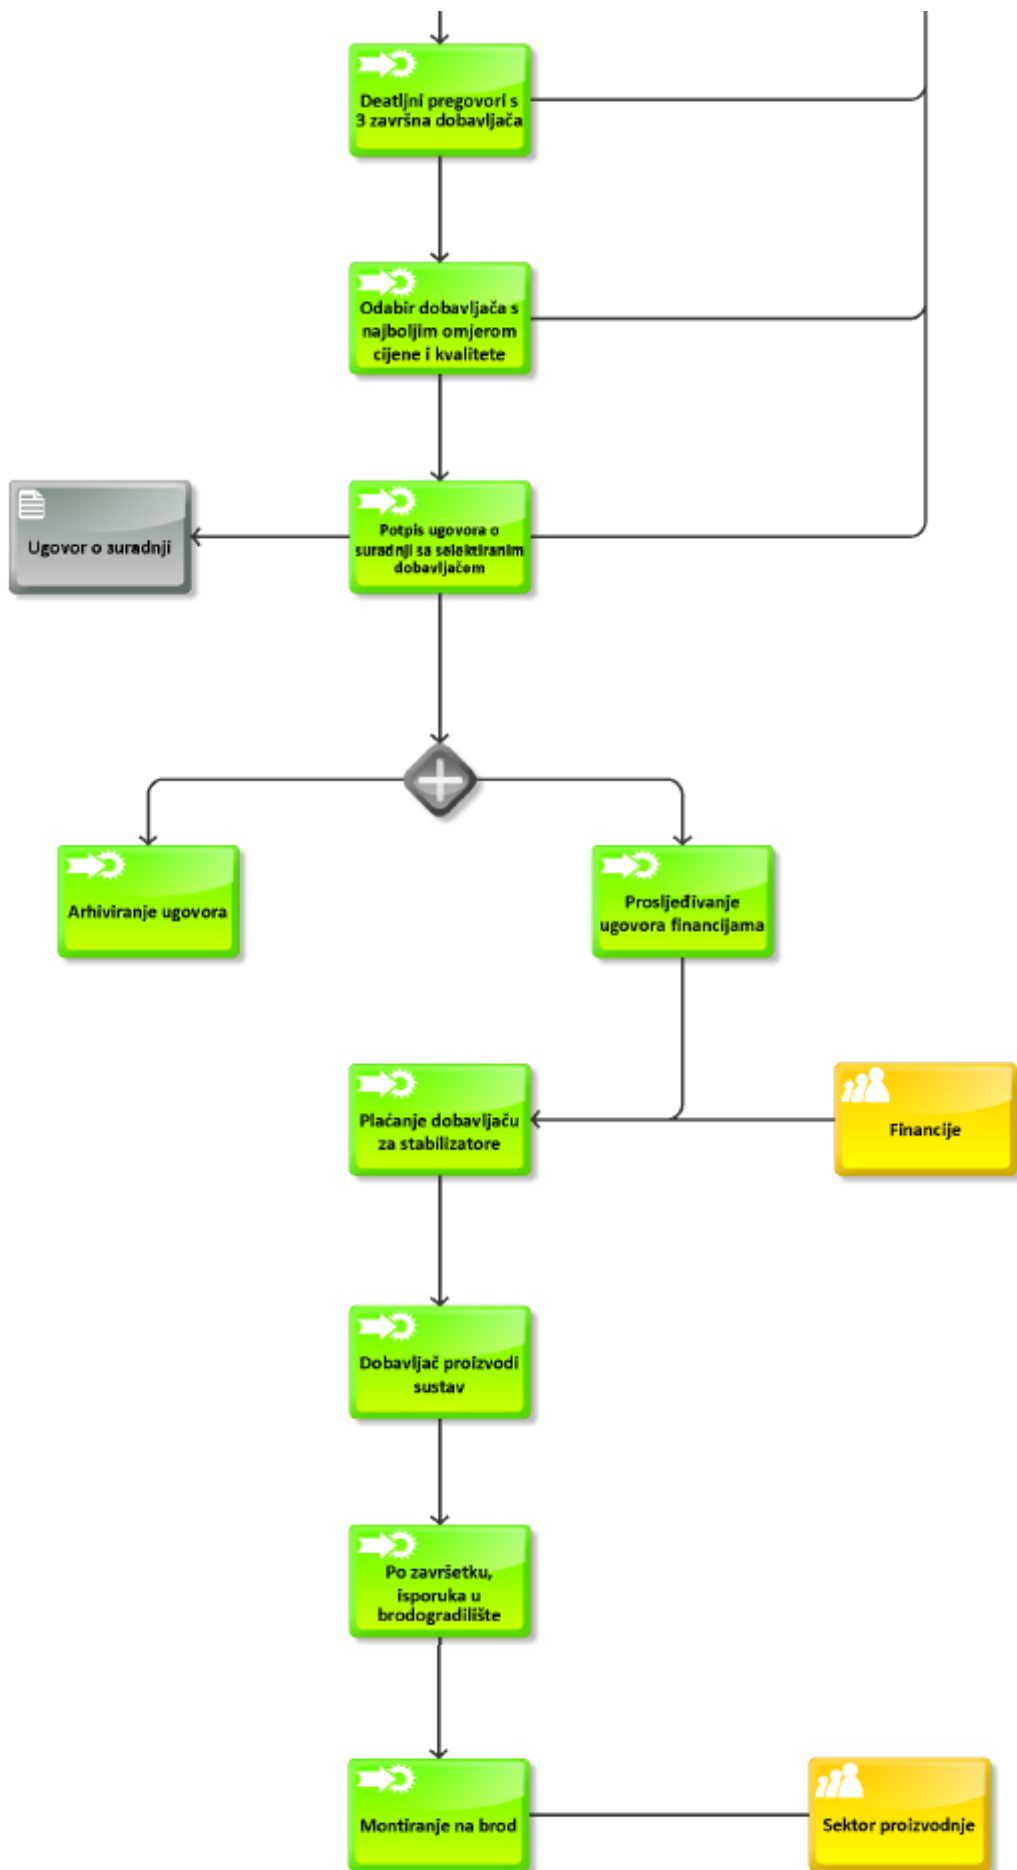 Deatljni pregovori s
3 završna dobavljača
Odabir dobavljača s
najboljim omjerom
cijene i kvalitete
Ugovor o suradnji
Potpis ugovora o
suradnji sa selektiranim
dobavljačem
Arhiviranje ugovora
Prosljeđivanje
ugovora financijama
Plaćanje dobavljaču
za stabilizatore
Financije
Dobavljač proizvodi
sustav
Po završetku,
isporuka u
brodogradilište
Montiranje na brod
Sektor proizvodnje